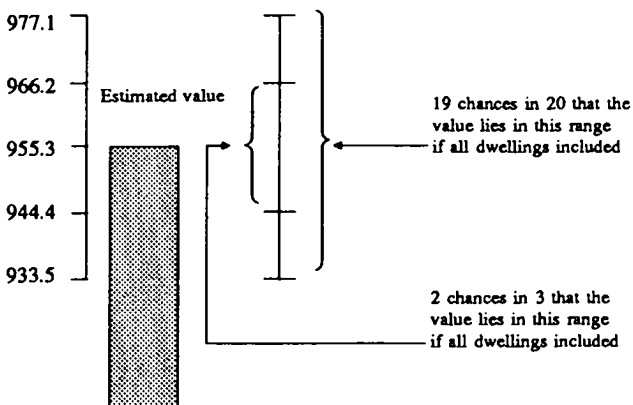 977.1
966.2
Estimated value
955.3
944.4
933.5
19 chances in 20 that the
value lies in this range
if all dwellings included
2 chances in 3 that the
value lies in this range
if all dwellings included